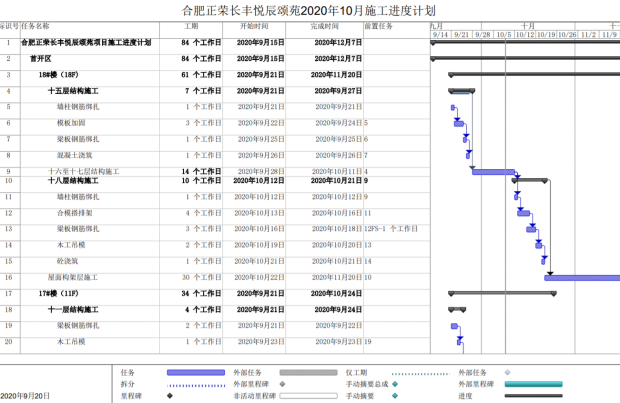 合肥正荣长丰悦辰颂苑2020年10月施工进度计划
标识号 任务名称 工期 开始时间 完成时间 前置任务 九月 十月
9/14 9/21 9/28 10/5 10/12 10/19 10/26 11/2 11/9
1 合肥正荣长丰悦辰颂苑项目施工进度计划 84 个工作日 2020年9月15日 2020年12月7日
2 首开区 84 个工作日 2020年9月15日 2020年12月7日
3 18#楼（18F） 61 个工作日 2020年9月21日 2020年11月20日
4 十五层结构施工 7 个工作日 2020年9月21日 2020年9月27日
5 墙柱钢筋绑扎 1 个工作日 2020年9月21日 2020年9月21日
6 模板加固 3 个工作日 2020年9月22日 2020年9月24日 5
7 梁板钢筋绑扎 1 个工作日 2020年9月25日 2020年9月25日 6
8 混凝土浇筑 1 个工作日 2020年9月26日 2020年9月26日 7
9 十六至十七层结构施工 14 个工作日 2020年9月28日 2020年10月11日 4
10 十八层结构施工 10 个工作日 2020年10月12日 2020年10月21日 9
11 墙柱钢筋绑扎 1 个工作日 2020年10月12日 2020年10月12日 9
12 合模搭排架 4 个工作日 2020年10月13日 2020年10月16日 11
13 梁板钢筋绑扎 3 个工作日 2020年10月16日 2020年10月18日 12FS-1 个工作日
14 木工吊模 2 个工作日 2020年10月19日 2020年10月20日 13
15 砼浇筑 1 个工作日 2020年10月21日 2020年10月21日 14
16 屋面构架层施工 30 个工作日 2020年10月22日 2020年11月20日 10
17 17#楼（11F） 34 个工作日 2020年9月21日 2020年10月24日
18 十一层结构施工 4 个工作日 2020年9月21日 2020年9月24日
19 梁板钢筋绑扎 2 个工作日 2020年9月21日 2020年9月22日
20 木工吊模 1 个工作日 2020年9月23日 2020年9月23日 19
任务 外部任务 仅工期 外部任务
拆分 外部里程碑 手动摘要总成 外部里程碑
2020年9月20日 里程碑 非活动里程碑 手动摘要 进度